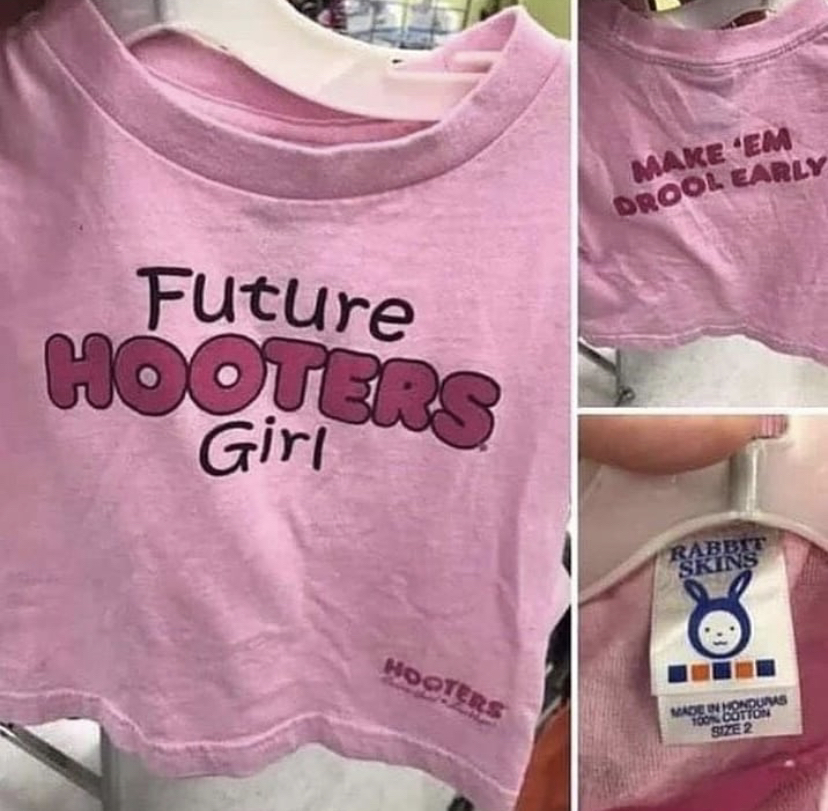 Future
HOOTERS
Girl
HOOTERS
MAKE 'EM
DROOL EARLY
RABBIT
SKINS
MADE IN HONDURAS
100% COTTON
SIZE 2